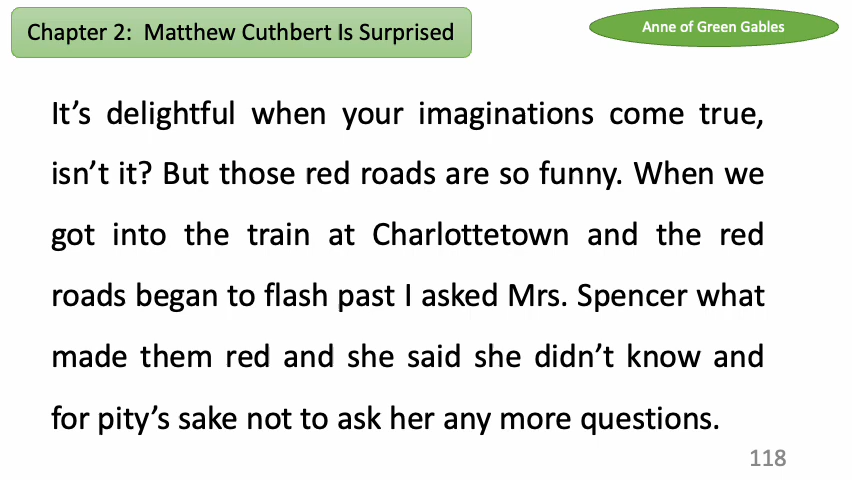 Chapter 2:  Matthew Cuthbert Is Surprised
Anne of Green Gables
It’s delightful when your imaginations come true,
isn’t it? But those red roads are so funny. When we
got into the train at Charlottetown and the red
roads began to flash past I asked Mrs. Spencer what
made them red and she said she didn’t know and
for pity’s sake not to ask her any more questions.
118